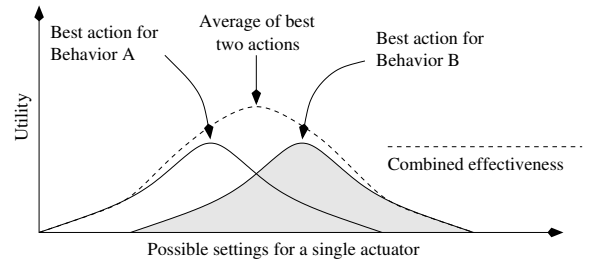 Best action for
Behavior A
Average of best
two actions
Best action for
Behavior B
Utility
Combined effectiveness
Possible settings for a single actuator